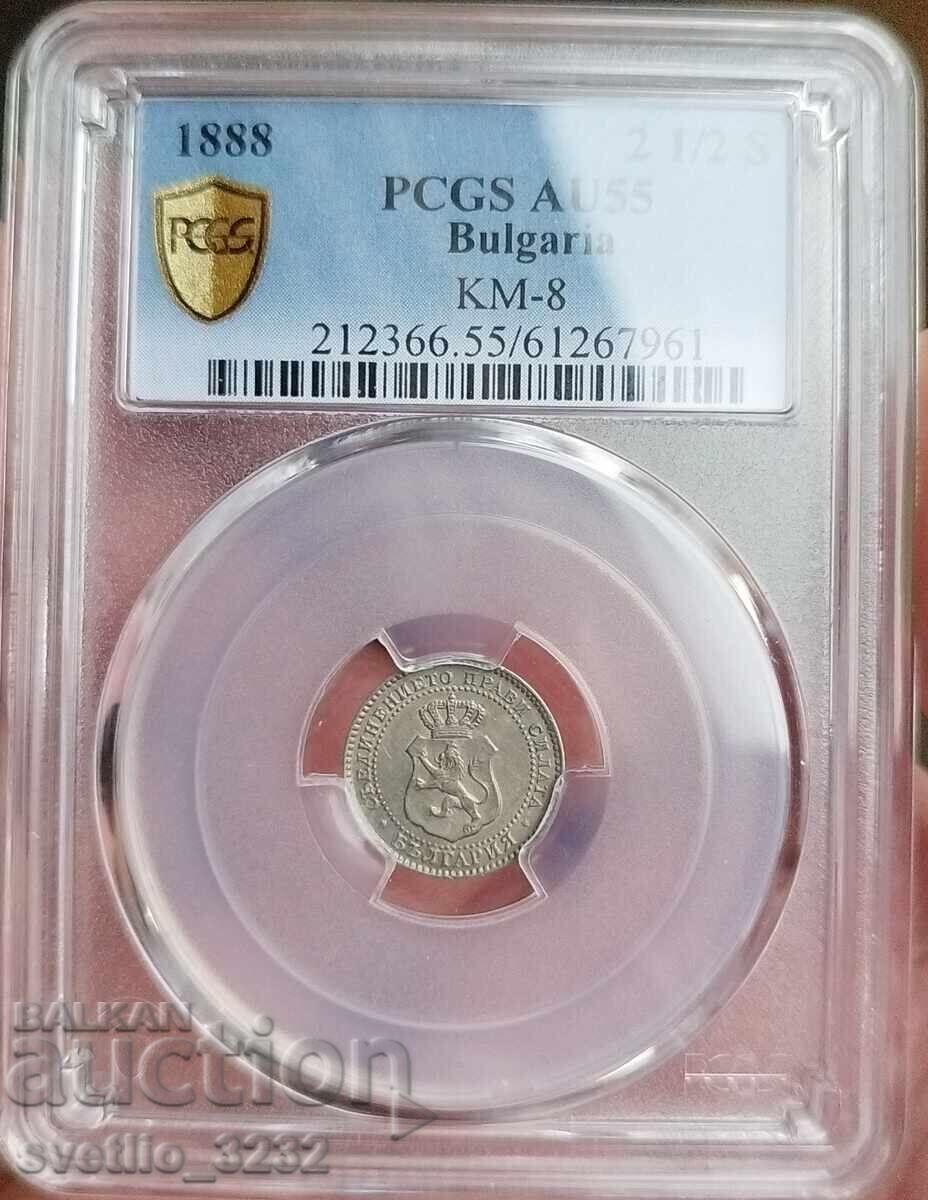 1888
2 1/2 S
PCGS AU55
PCGS
Bulgaria
KM-8
212366.55/61267961
СЪЕДИНЕНИЕТО ПРАВИ СИЛАТА
БЪЛГАРИЯ
PCGS
BALKAN
auction
svetlio_3232